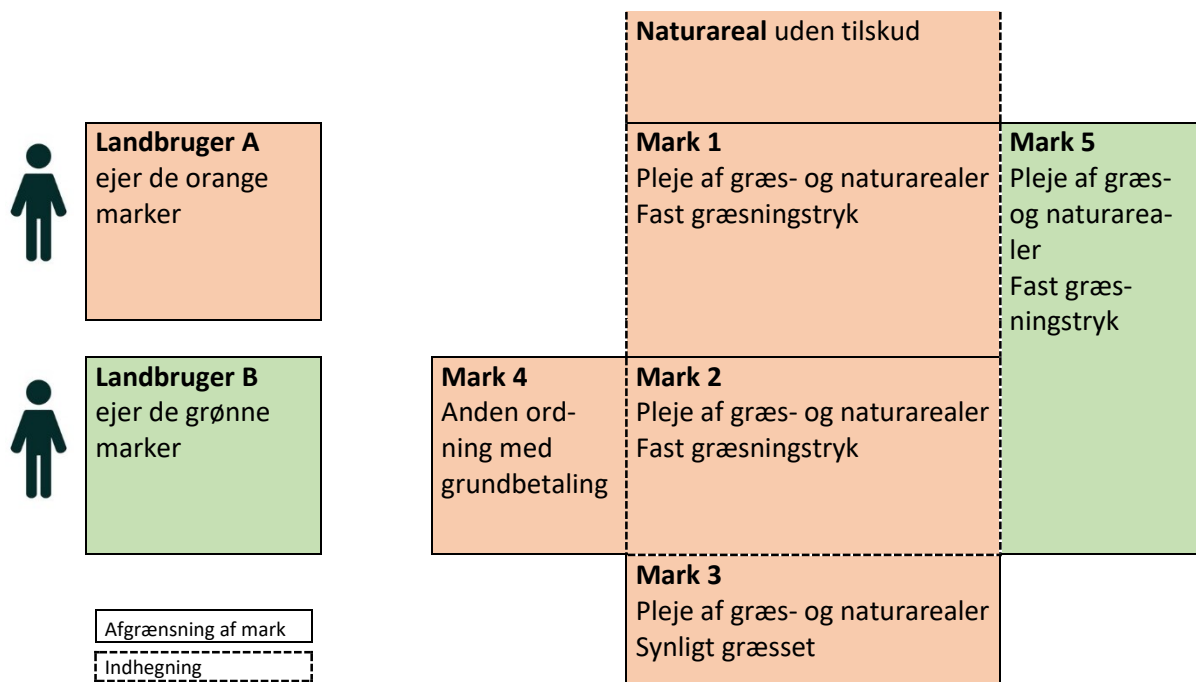 Naturareal uden tilskud
Landbruger A
ejer de orange
marker
Mark 1
Pleje af græs- og naturarealer
Fast græsningstryk
Mark 5
Pleje af græs-
og naturarea-
ler
Fast græs-
ningstryk
Landbruger B
ejer de grønne
marker
Mark 4
Anden ord-
ning med
grundbetaling
Mark 2
Pleje af græs- og naturarealer
Fast græsningstryk
Mark 3
Pleje af græs- og naturarealer
Synligt græsset
Afgrænsning af mark
Indhegning